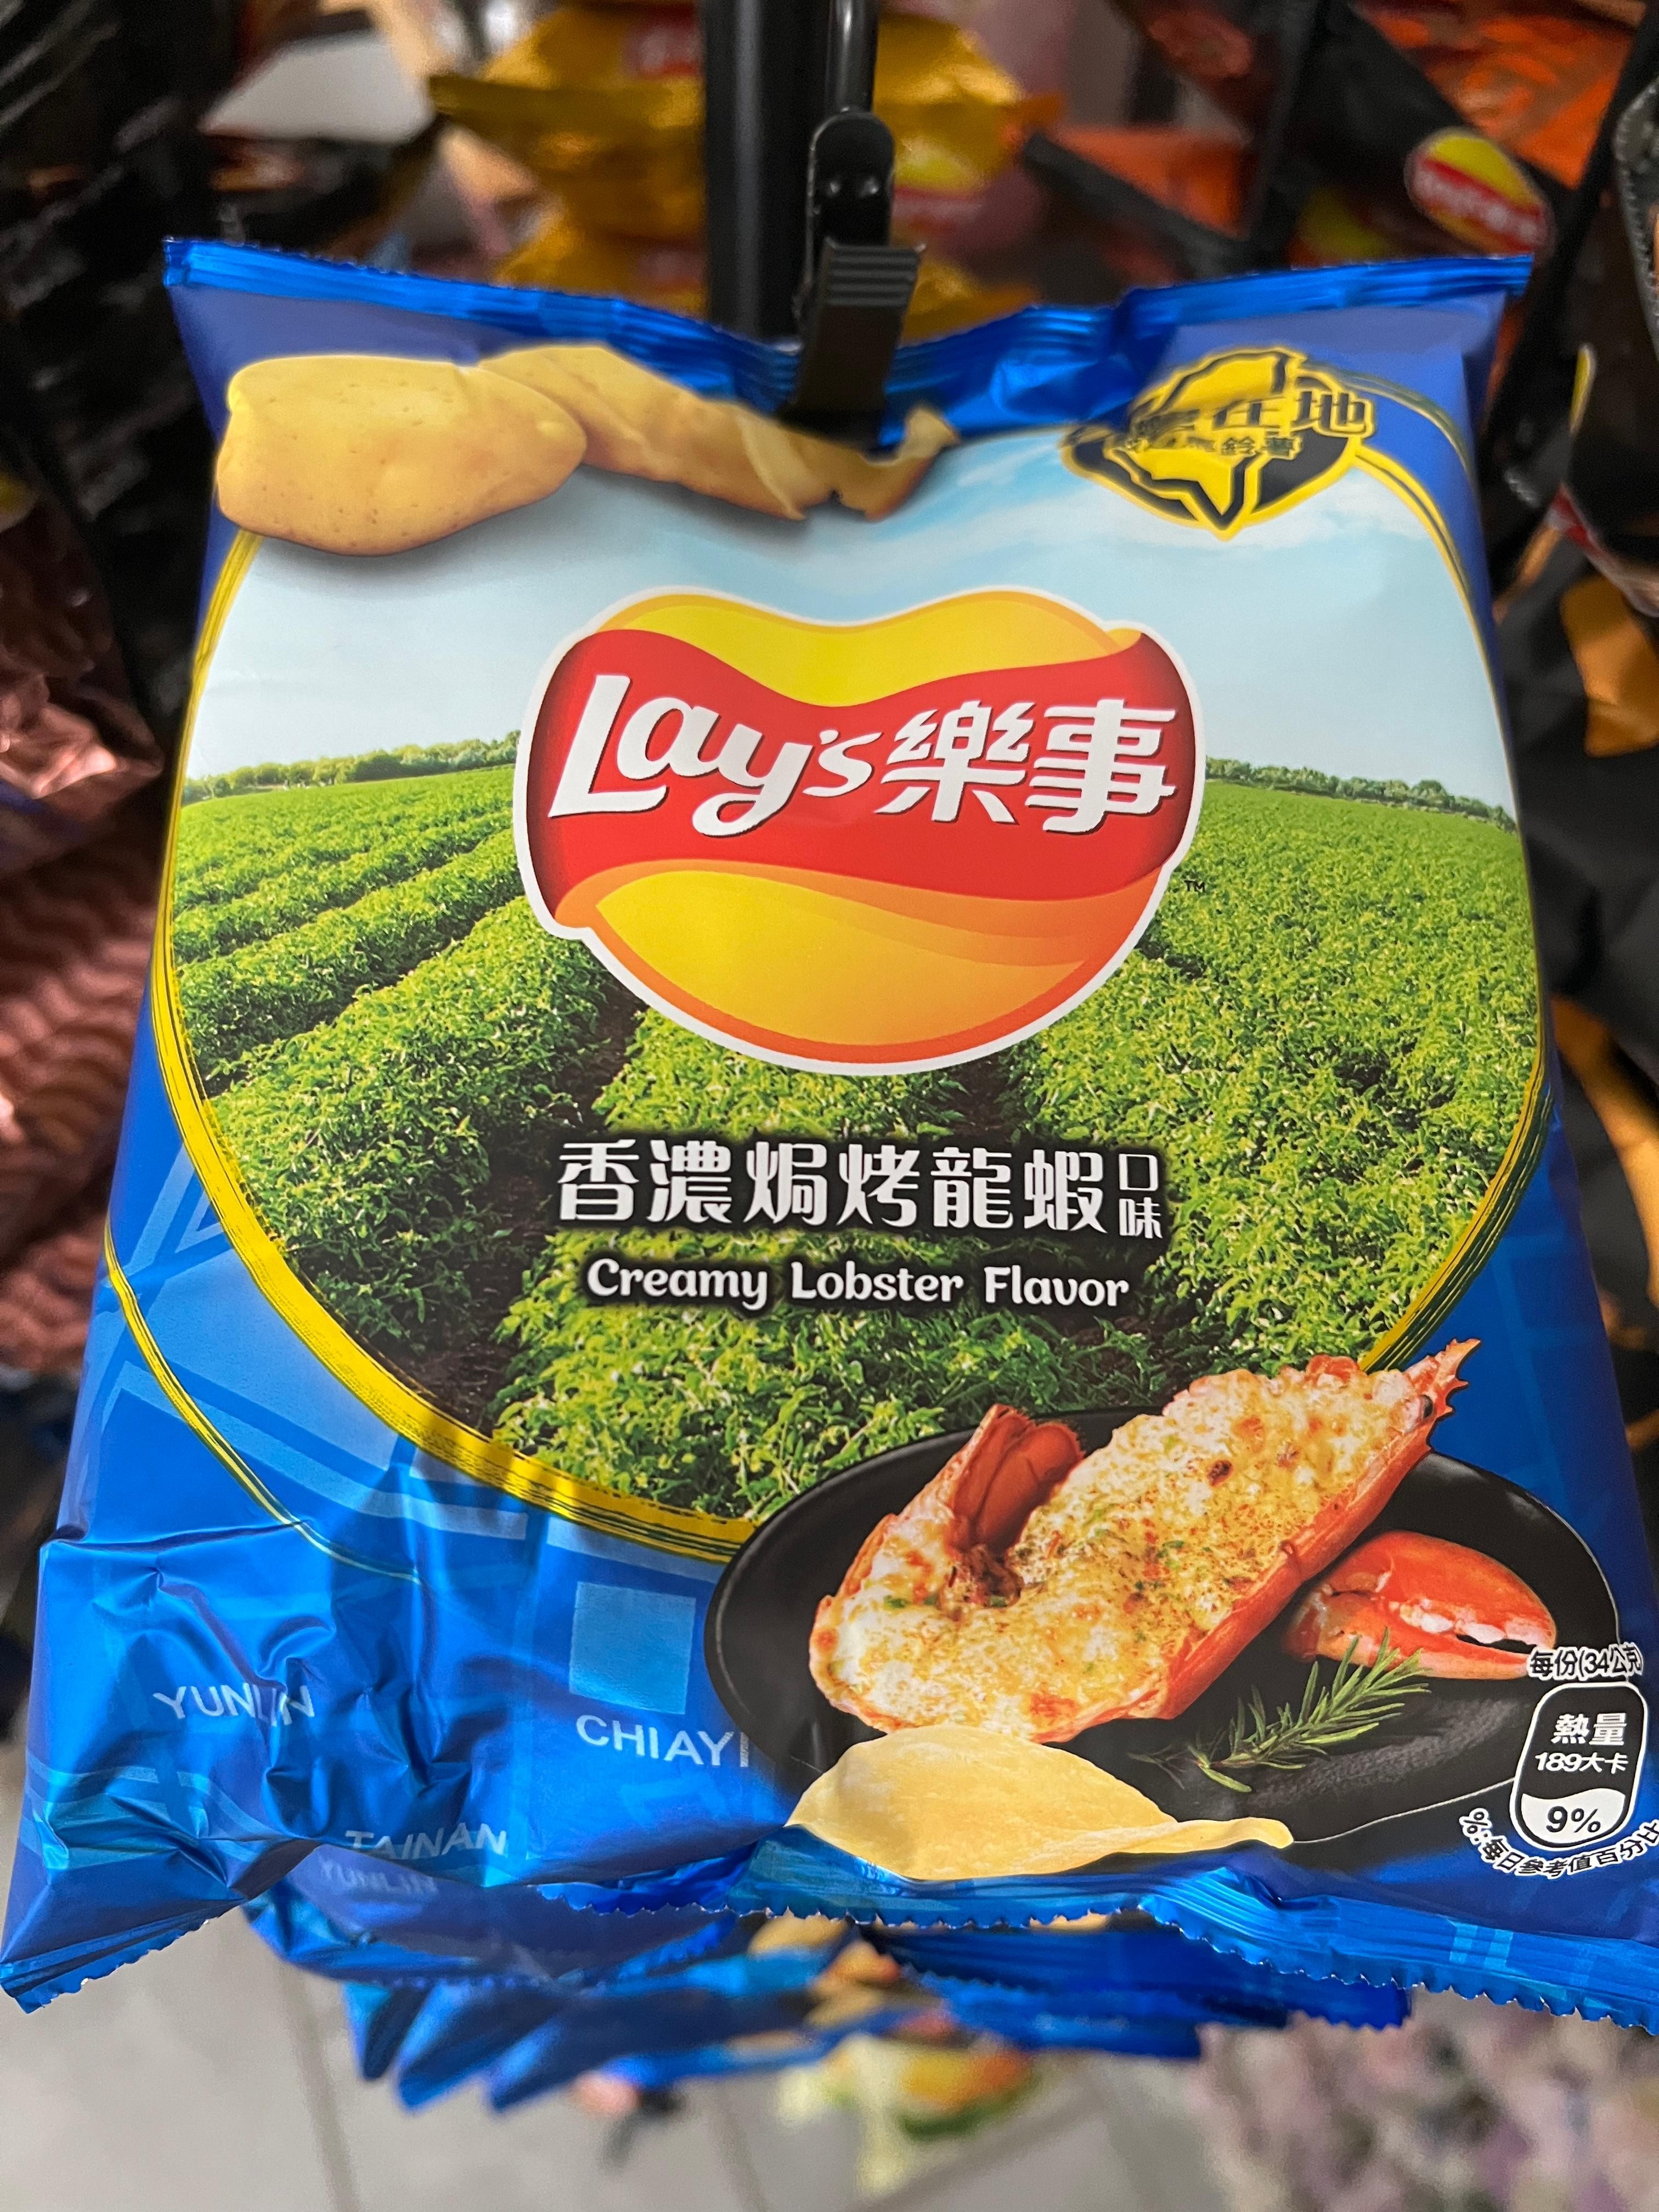 在地
鈴薯
Lay's樂事
TM
香濃焗烤龍蝦口味
Creamy Lobster Flavor
每份(34公克
熱量
189大卡
9%
%:每日參考值百分比
YUNLIN
CHIAYI
TAINAN
YUNLIN